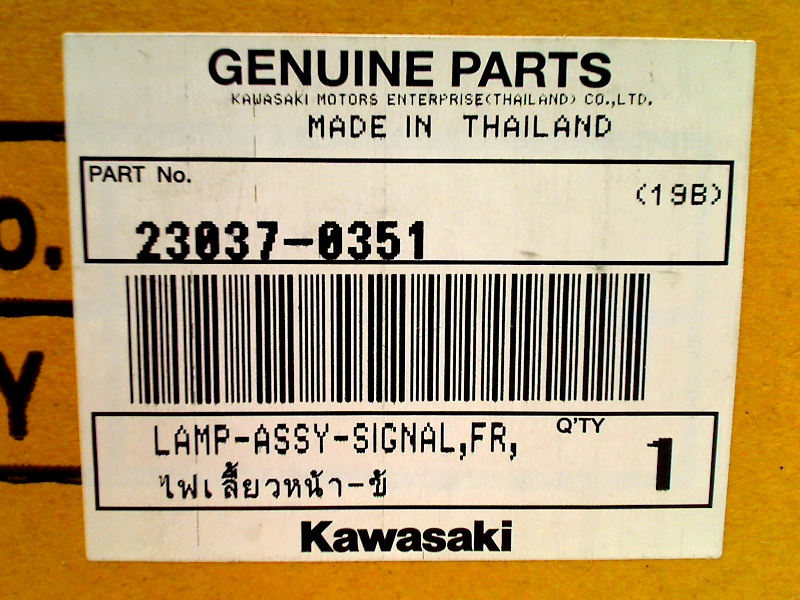 GENUINE PARTS
KAWASAKI MOTORS ENTERPRISE(THAILAND) CO.,LTD.
MADE IN THAILAND
PART No.
(19B)
23037-0351
LAMP-ASSY-SIGNAL,FR,
Q'TY
1
ไฟเลี้ยวหน้า-ข้
Kawasaki
o.
Y